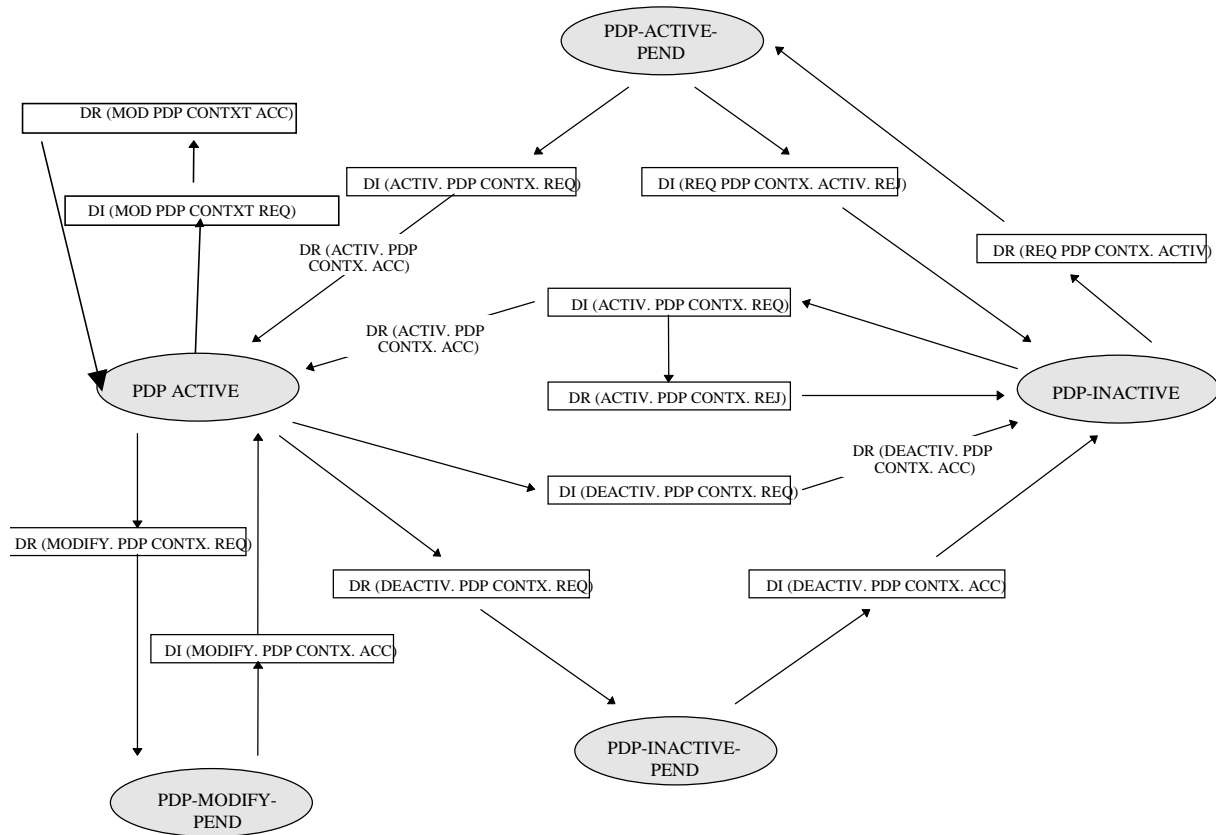 PDP-ACTIVE-
PEND
DR (MOD PDP CONTXT ACC)
DI (ACTIV. PDP CONTX. REQ)
DI (REQ PDP CONTX. ACTIV. REJ)
DI (MOD PDP CONTXT REQ)
DR (ACTIV. PDP
CONTX. ACC)
DR (REQ PDP CONTX. ACTIV)
DI (ACTIV. PDP CONTX. REQ)
DR (ACTIV. PDP
CONTX. ACC)
PDP ACTIVE
DR (ACTIV. PDP CONTX. REJ)
PDP-INACTIVE
DR (DEACTIV. PDP
CONTX. ACC)
DI (DEACTIV. PDP CONTX. REQ)
DR (MODIFY. PDP CONTX. REQ)
DR (DEACTIV. PDP CONTX. REQ)
DI (DEACTIV. PDP CONTX. ACC)
DI (MODIFY. PDP CONTX. ACC)
PDP-INACTIVE-
PEND
PDP-MODIFY-
PEND